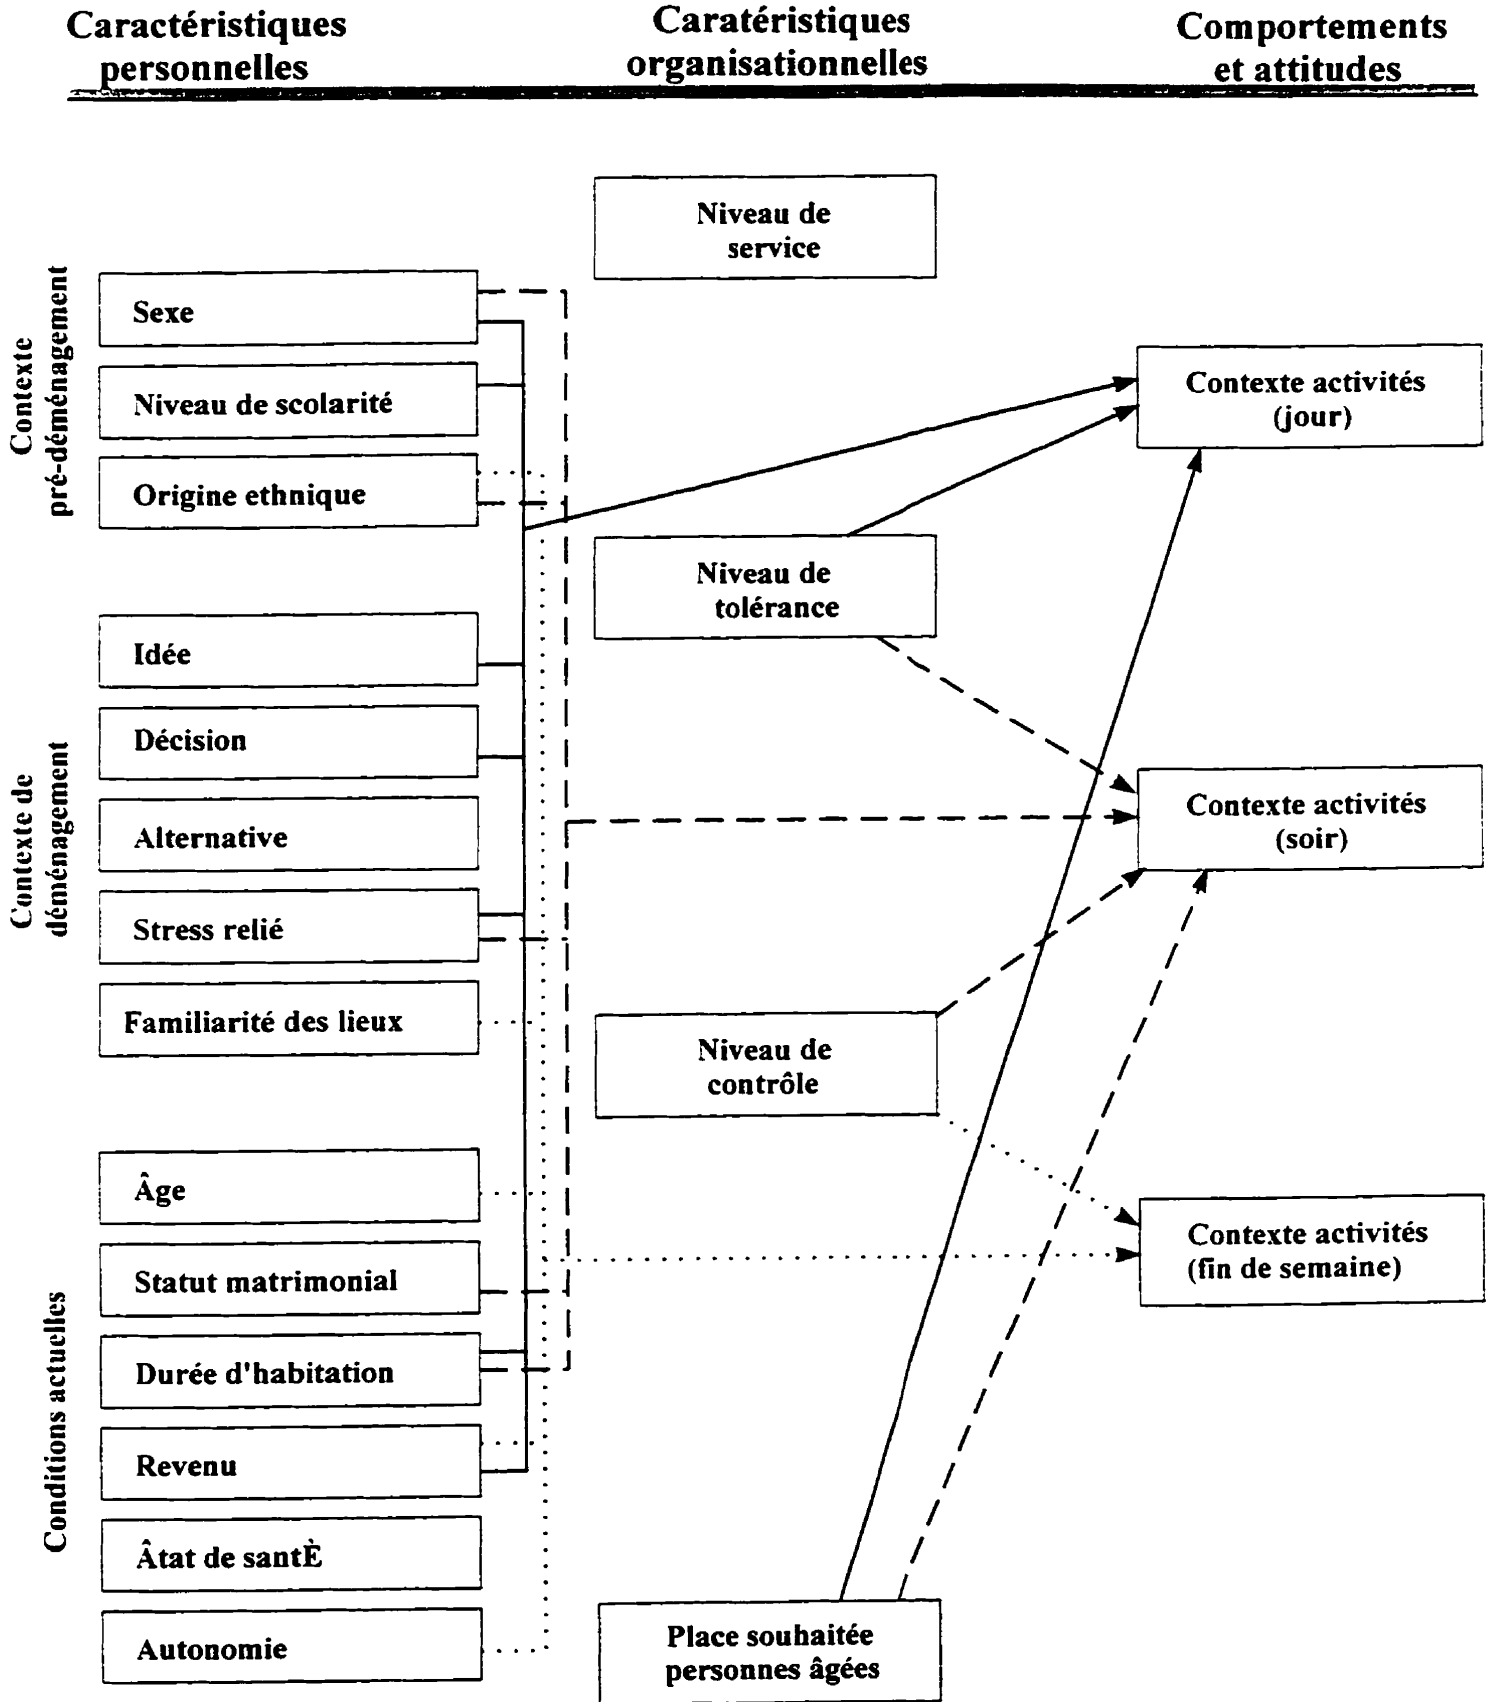 Caractéristiques
personnelles
Caratéristiques
organisationnelles
Comportements
et attitudes
Contexte
pré-déménagement
Sexe
Niveau de scolarité
Origine ethnique
Contexte de
déménagement
Idée
Décision
Alternative
Stress relié
Familiarité des lieux
Conditions actuelles
Âge
Statut matrimonial
Durée d'habitation
Revenu
Âtat de santÈ
Autonomie
Niveau de
service
Niveau de
tolérance
Niveau de
contrôle
Place souhaitée
personnes âgées
Contexte activités
(jour)
Contexte activités
(soir)
Contexte activités
(fin de semaine)